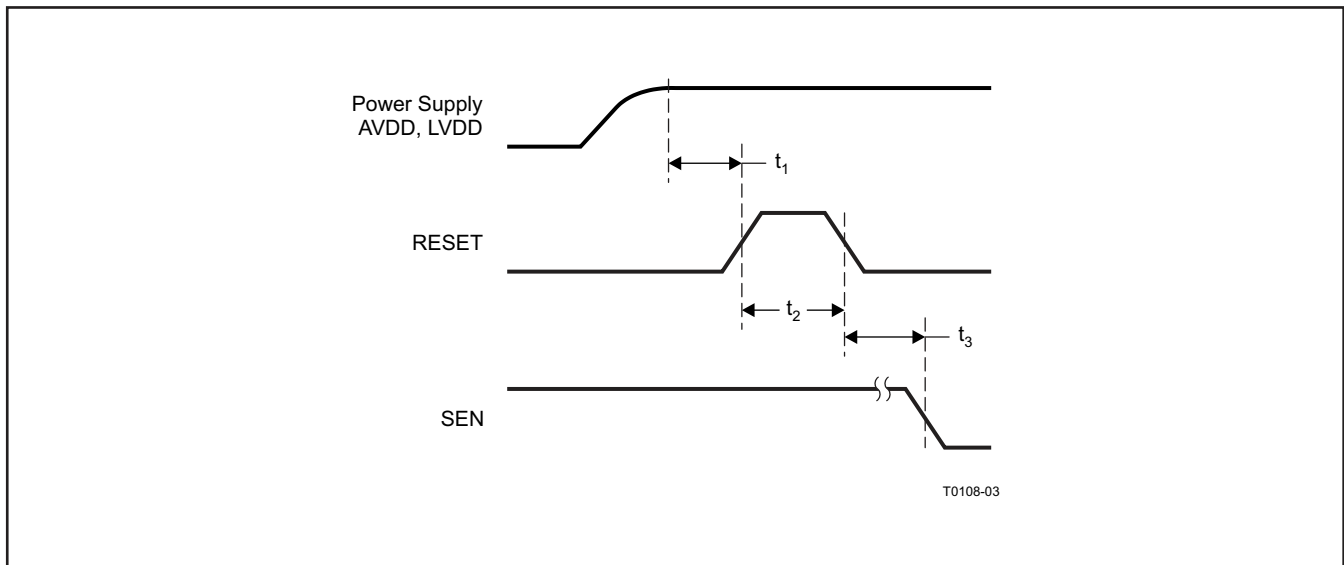 Power Supply
AVDD, LVDD
t1
RESET
t2
t3
SEN
T0108-03